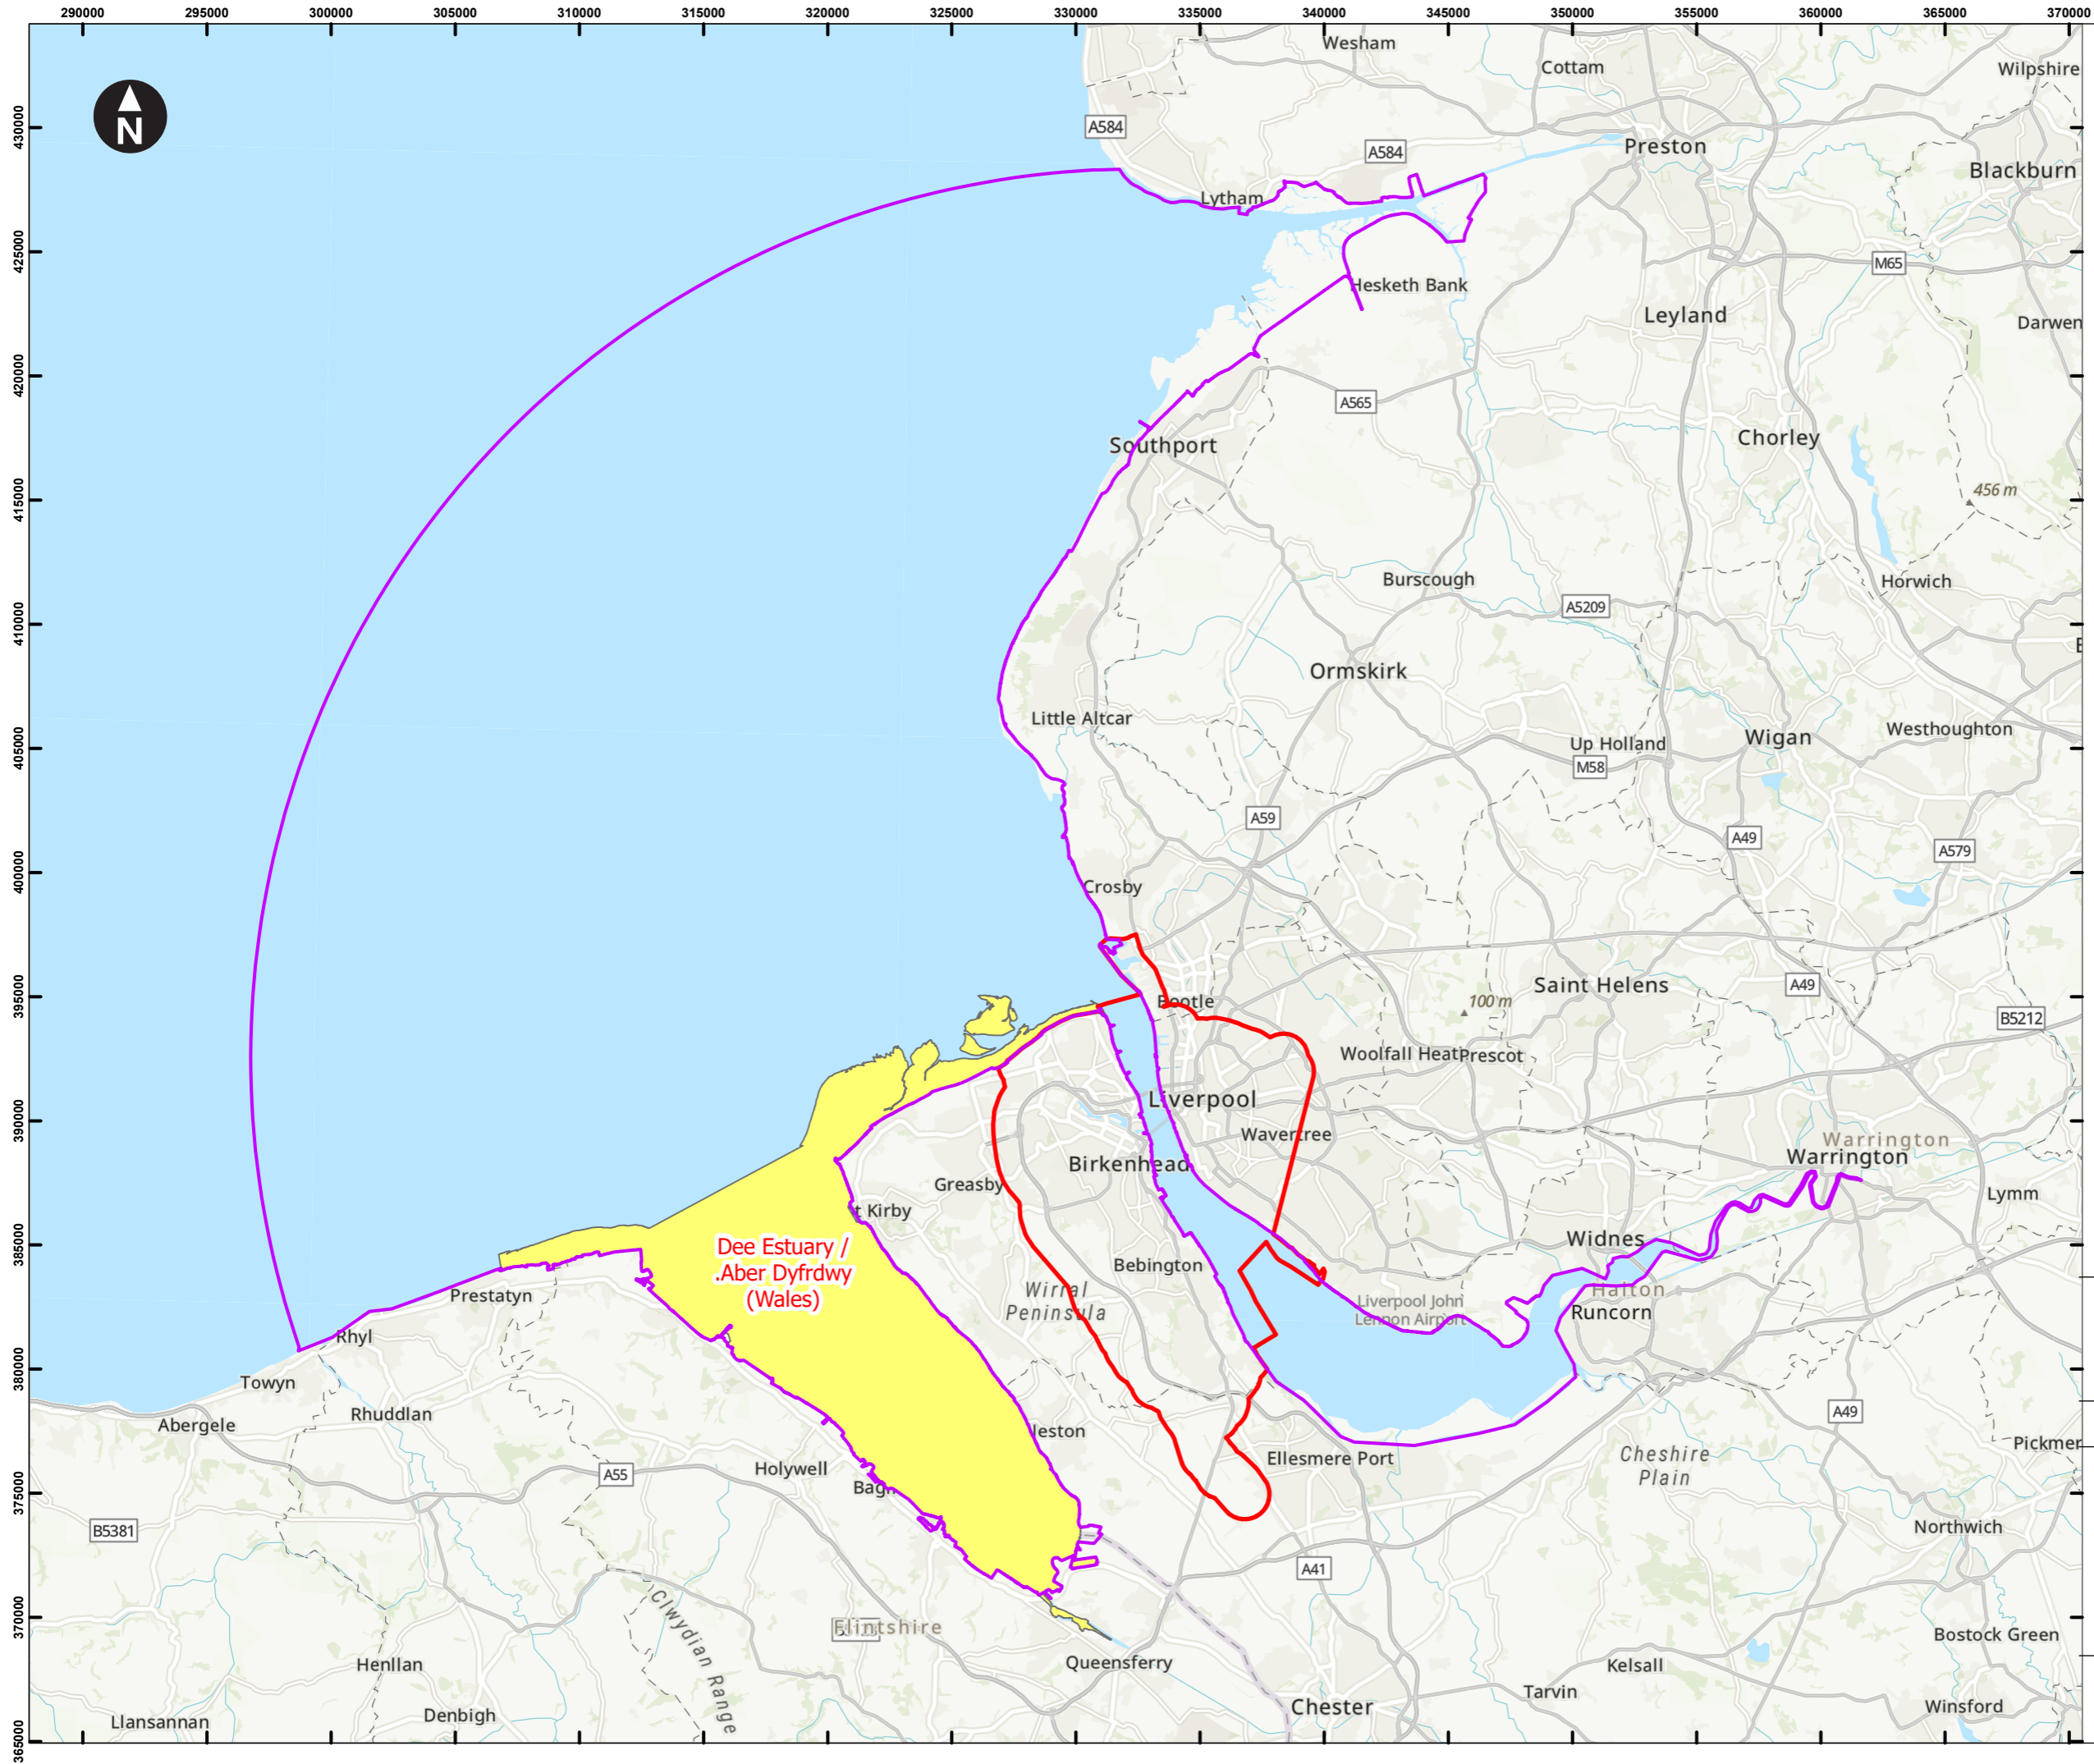 290000 295000 300000 305000 310000 315000 320000 325000 330000 335000 340000 345000 350000 355000 360000 365000 370000
Wesham
Cottam
Wilpshire
N
430000
A584
A584
Preston
Blackburn
Lytham
425000
M65
Hesketh Bank
Leyland
Darwen
420000
A565
Southport
Chorley
456 m
415000
Burscough
Horwich
A5209
410000
Ormskirk
Little Altcar
Westhoughton
Up Holland
Wigan
405000
M58
A59
A49
A579
400000
Crosby
Saint Helens
A49
395000
Bootle
100 m
B5212
Woolfall Heat
Prescot
Liverpool
390000
Wavertree
Warrington
Warrington
Birkenhead
Greasby
Lymm
t Kirby
385000
Widnes
Dee Estuary /
.Aber Dyfrdwy
(Wales)
Bebington
Wirral
Peninsula
Prestatyn
Halton
Liverpool John
Lennon Airport
Runcorn
Rhyl
380000
Towyn
Rhuddlan
Abergele
A49
leston
Pickmer
Holywell
Ellesmere Port
Cheshire
Plain
A55
375000
Bagi
B5381
Northwich
A41
370000
Flintshire
Clwydian Range
Bostock Green
Henllan
Queensferry
Kelsall
Tarvin
Llansannan
Denbigh
Chester
Winsford
365000